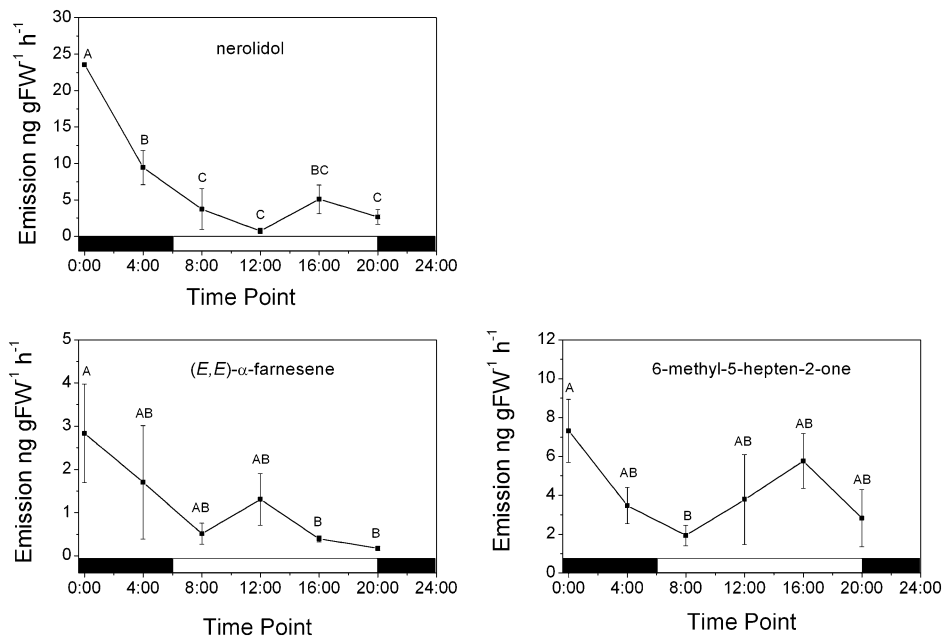 nerolidol
Emission ng gFW⁻¹ h⁻¹
30
25
20
15
10
5
0
A
B
C
C
BC
C
0:00 4:00 8:00 12:00 16:00 20:00 24:00
Time Point
(E,E)-α-farnesene
Emission ng gFW⁻¹ h⁻¹
5
4
3
2
1
0
A
AB
AB
AB
B
B
0:00 4:00 8:00 12:00 16:00 20:00 24:00
Time Point
6-methyl-5-hepten-2-one
Emission ng gFW⁻¹ h⁻¹
12
10
8
6
4
2
0
A
AB
B
AB
AB
AB
0:00 4:00 8:00 12:00 16:00 20:00 24:00
Time Point